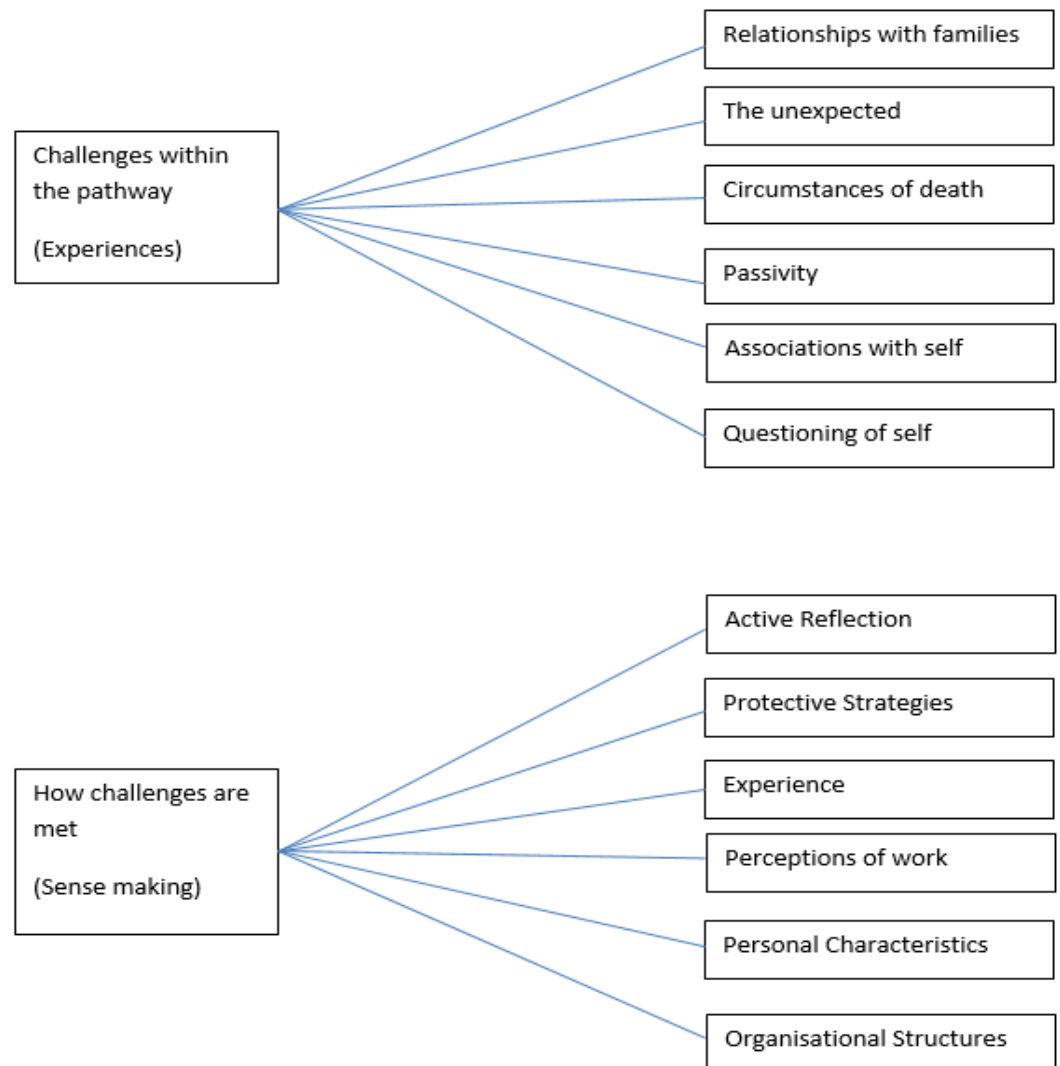 Challenges within
the pathway
(Experiences)
Relationships with families
The unexpected
Circumstances of death
Passivity
Associations with self
Questioning of self
How challenges are
met
(Sense making)
Active Reflection
Protective Strategies
Experience
Perceptions of work
Personal Characteristics
Organisational Structures